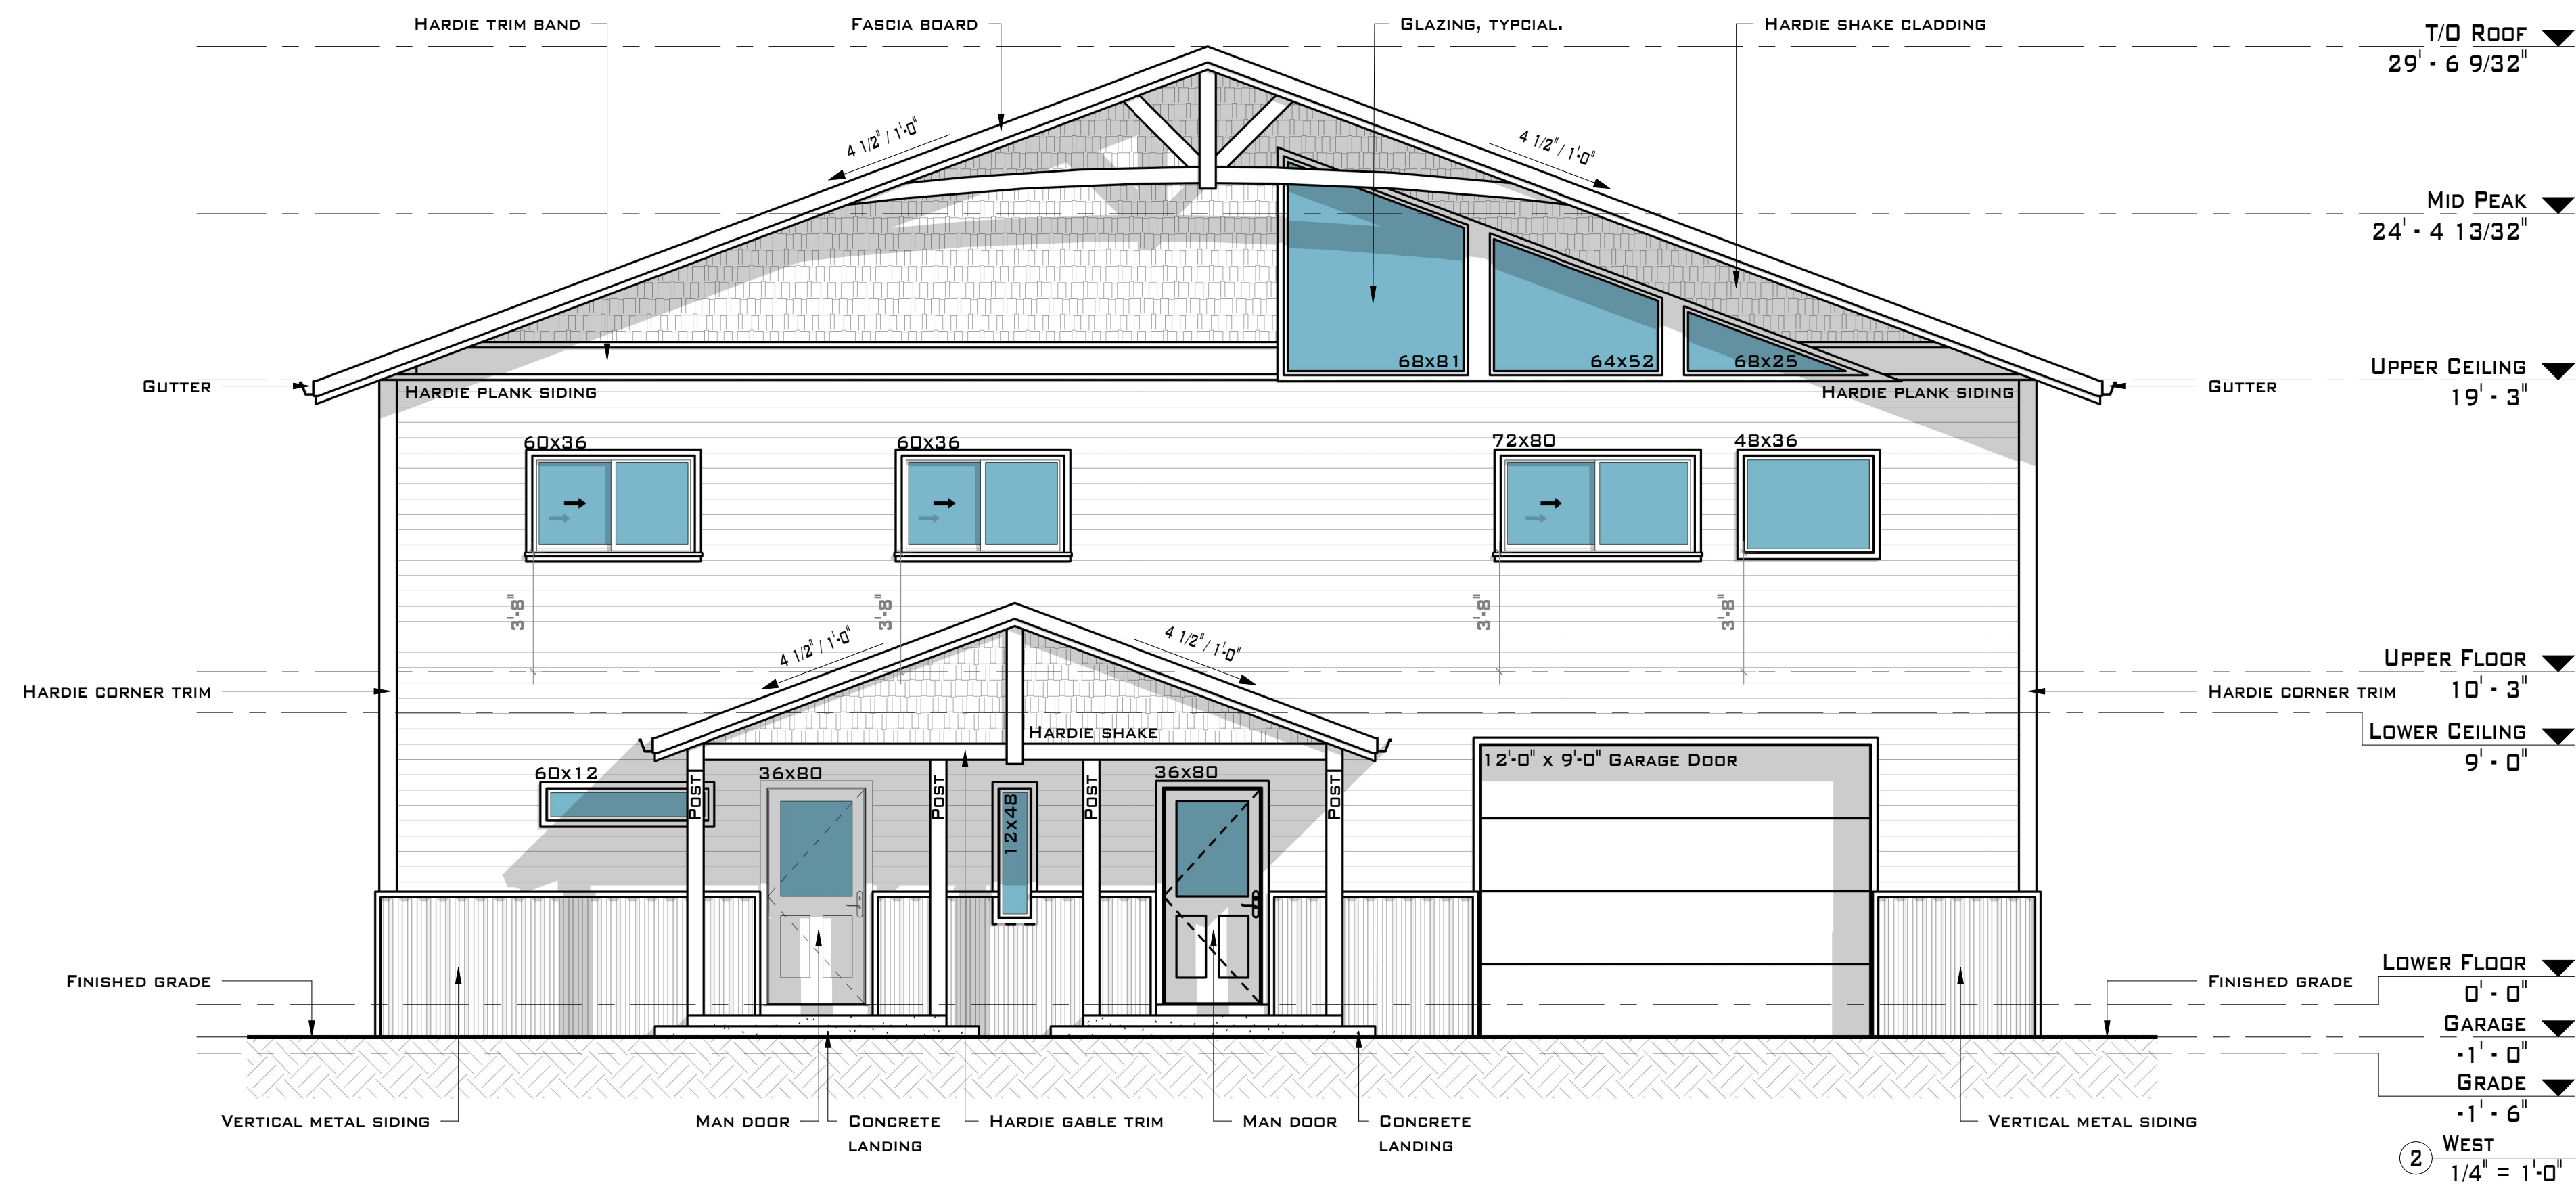 HARDIE TRIM BAND
FASCIA BOARD
GLAZING, TYPCIAL.
HARDIE SHAKE CLADDING
T/O ROOF
29' - 6 9/32"
4 1/2" / 1'-0"
4 1/2" / 1'-0"
MID PEAK
24' - 4 13/32"
68x81
64x52
68x25
UPPER CEILING
19' - 3"
GUTTER
HARDIE PLANK SIDING
HARDIE PLANK SIDING
GUTTER
60x36
60x36
72x80
48x36
3'-8"
3'-8"
3'-8"
3'-8"
4 1/2" / 1'-0"
4 1/2" / 1'-0"
UPPER FLOOR
10' - 3"
HARDIE CORNER TRIM
HARDIE CORNER TRIM
HARDIE SHAKE
LOWER CEILING
9' - 0"
12'-0" x 9'-0" GARAGE DOOR
60x12
36x80
36x80
POST
POST
POST
POST
12x48
LOWER FLOOR
0' - 0"
FINISHED GRADE
FINISHED GRADE
GARAGE
-1' - 0"
GRADE
-1' - 6"
VERTICAL METAL SIDING
MAN DOOR
CONCRETE
LANDING
HARDIE GABLE TRIM
MAN DOOR
CONCRETE
LANDING
VERTICAL METAL SIDING
2
WEST
1/4" = 1'-0"